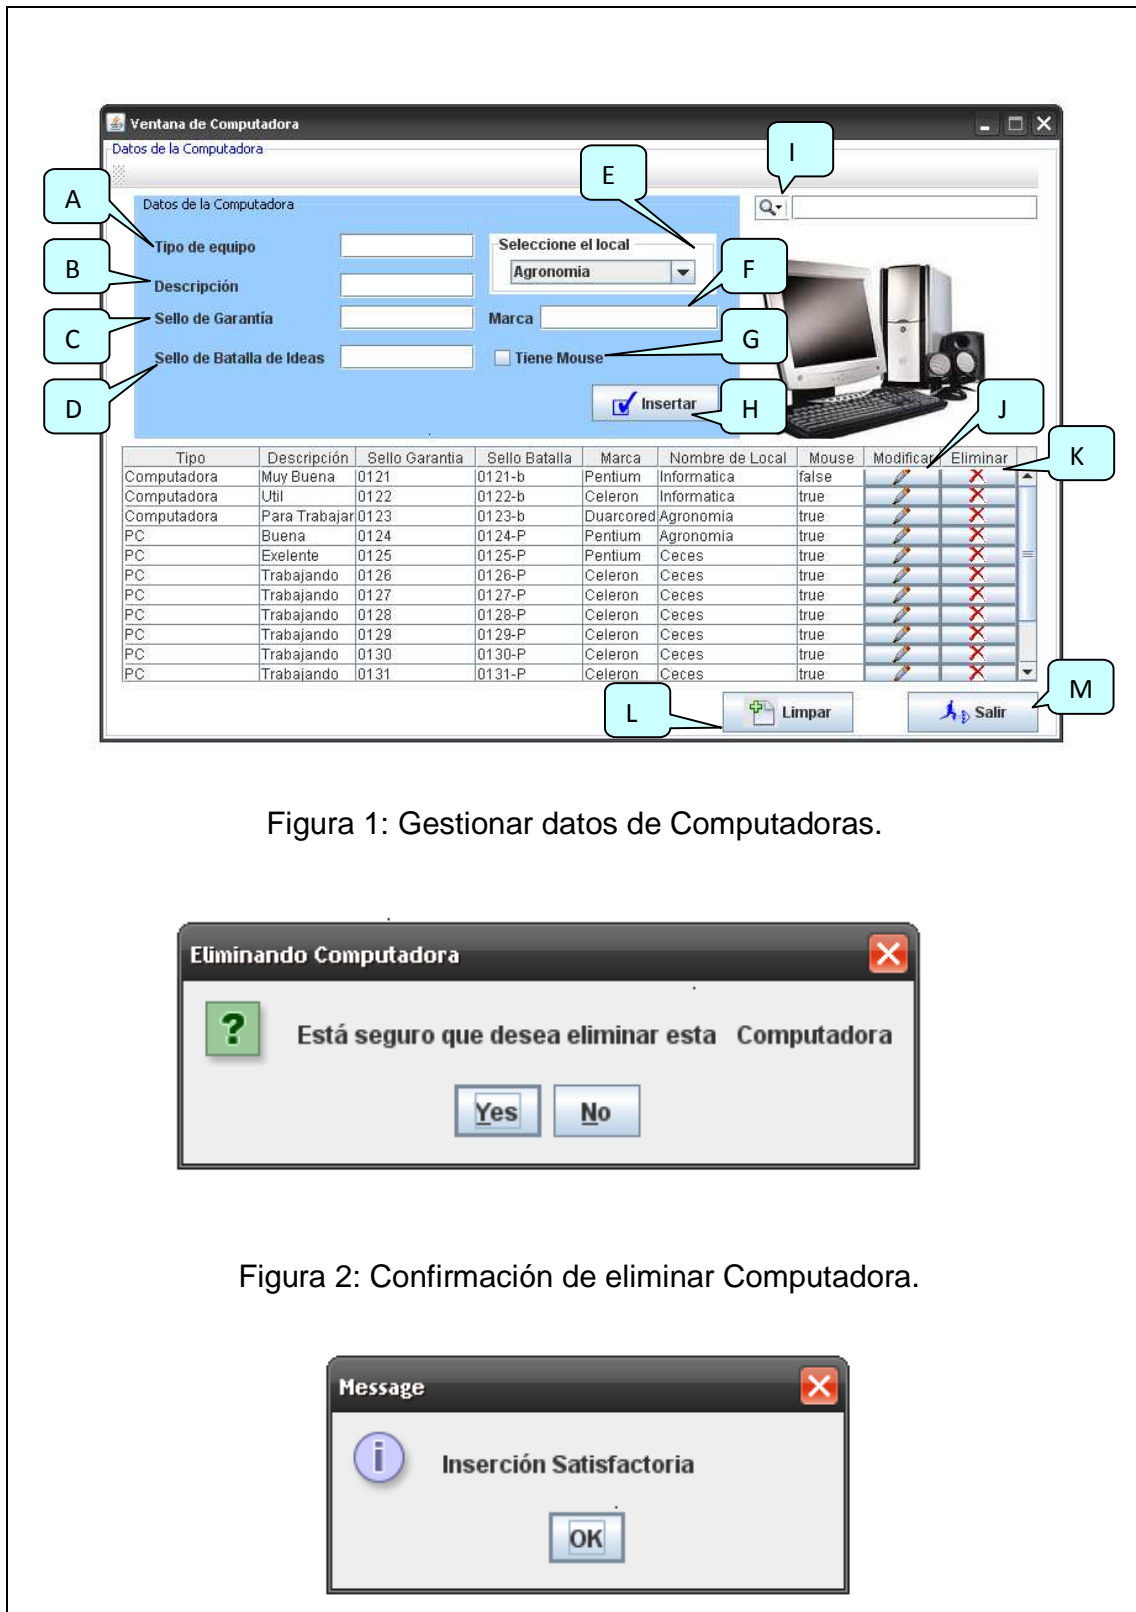 Ventana de Computadora
Datos de la Computadora
I
E
A
Datos de la Computadora
Tipo de equipo
Seleccione el local
B
Agronomia
F
Descripción
C
Sello de Garantía
Marca
G
Sello de Batalla de Ideas
Tiene Mouse
D
Insertar
H
J
K
Tipo Descripción Sello Garantia Sello Batalla Marca Nombre de Local Mouse Modificar Eliminar
Computadora Muy Buena 0121 0121-b Pentium Informatica false
Computadora Util 0122 0122-b Celeron Informatica true
Computadora Para Trabajar 0123 0123-b Duarcored Agronomia true
PC Buena 0124 0124-P Pentium Agronomia true
PC Exelente 0125 0125-P Pentium Ceces true
PC Trabajando 0126 0126-P Celeron Ceces true
PC Trabajando 0127 0127-P Celeron Ceces true
PC Trabajando 0128 0128-P Celeron Ceces true
PC Trabajando 0129 0129-P Celeron Ceces true
PC Trabajando 0130 0130-P Celeron Ceces true
PC Trabajando 0131 0131-P Celeron Ceces true
L
Limpar
Salir
M
Figura 1: Gestionar datos de Computadoras.
Eliminando Computadora
Está seguro que desea eliminar esta Computadora
Yes No
Figura 2: Confirmación de eliminar Computadora.
Message
Inserción Satisfactoria
OK